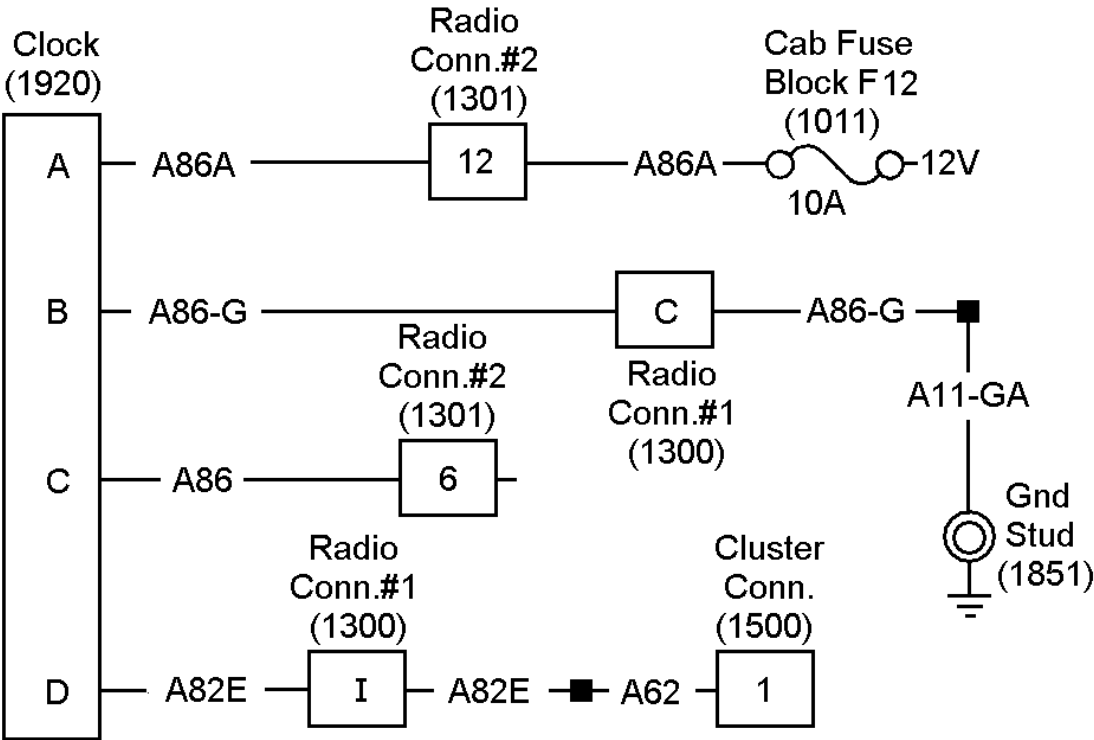 Clock
(1920)
Radio
Conn.#2
(1301)
Cab Fuse
Block F12
(1011)
A
A86A
12
A86A
12V
10A
B
A86-G
C
A86-G
Radio
Conn.#1
(1300)
A11-GA
Radio
Conn.#2
(1301)
C
A86
6
Gnd
Stud
(1851)
Radio
Conn.#1
(1300)
Cluster
Conn.
(1500)
D
A82E
I
A82E
A62
1